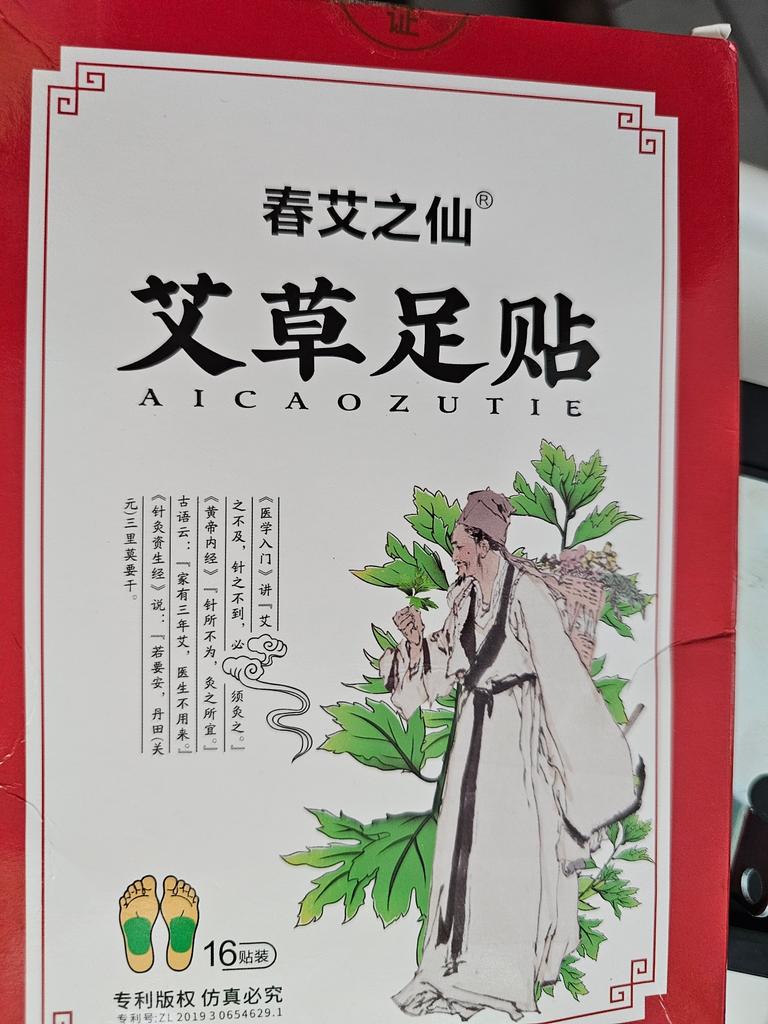 证
春艾之仙®
艾草足贴
AICAOZUTIE
《医学入门》讲『艾
之不及，针之不到，必须灸之。』
《黄帝内经》『针所不为，灸之所宜。』
古语云：『家有三年艾，医生不用来。』
《针灸资生经》说：『若要安，丹田(关
元)三里莫要干。
16贴装
专利版权 仿真必究
专利号:ZL 2019 3 0654629.1